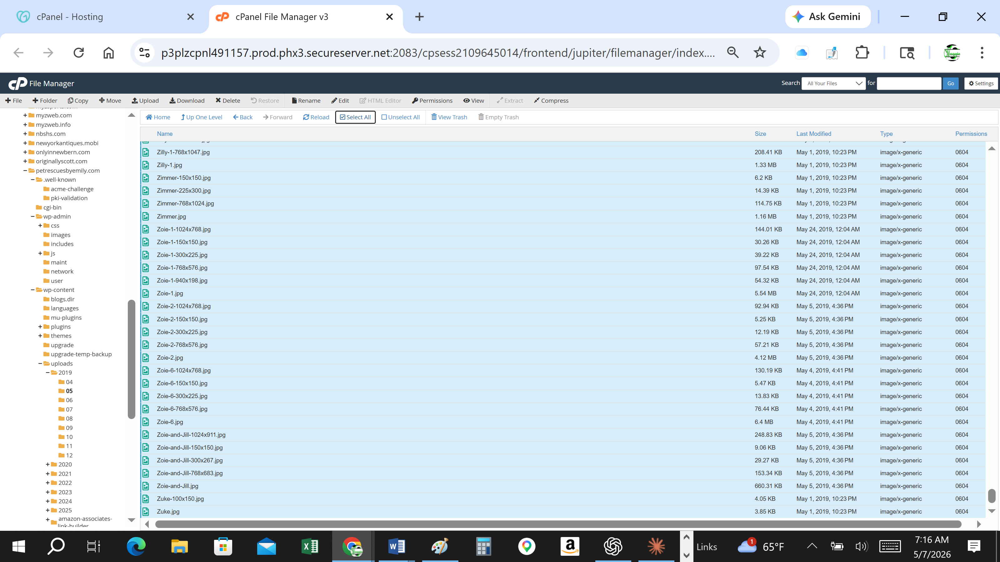 cPanel - Hosting
cPanel File Manager v3
Ask Gemini
p3plzcpnl491157.prod.phx3.secureserver.net:2083/cpsess2109645014/frontend/jupiter/filemanager/index....
cP File Manager
Search All Your Files for Go Settings
File Folder Copy Move Upload Download Delete Restore Rename Edit HTML Editor Permissions View Extract Compress
Home Up One Level Back Forward Reload Select All Unselect All View Trash Empty Trash
myzweb.com
myzweb.info
nbshs.com
newyorkantiques.mobi
onlyinnewbern.com
originallyscott.com
petrescuesbyemily.com
.well-known
acme-challenge
pki-validation
cgi-bin
wp-admin
css
images
includes
js
maint
network
user
wp-content
blogs.dir
languages
mu-plugins
plugins
themes
upgrade
upgrade-temp-backup
uploads
2019
04
05
06
07
08
09
10
11
12
2020
2021
2022
2023
2024
2025
amazon-associates-
link-builder
Name Size Last Modified Type Permissions
Zilly-1-768x1047.jpg 208.41 KB May 1, 2019, 10:23 PM image/x-generic 0604
Zilly-1.jpg 1.33 MB May 1, 2019, 10:23 PM image/x-generic 0604
Zimmer-150x150.jpg 6.2 KB May 1, 2019, 10:23 PM image/x-generic 0604
Zimmer-225x300.jpg 14.39 KB May 1, 2019, 10:23 PM image/x-generic 0604
Zimmer-768x1024.jpg 114.75 KB May 1, 2019, 10:23 PM image/x-generic 0604
Zimmer.jpg 1.16 MB May 1, 2019, 10:23 PM image/x-generic 0604
Zoie-1-1024x768.jpg 144.01 KB May 24, 2019, 12:04 AM image/x-generic 0604
Zoie-1-150x150.jpg 30.26 KB May 24, 2019, 12:04 AM image/x-generic 0604
Zoie-1-300x225.jpg 39.22 KB May 24, 2019, 12:04 AM image/x-generic 0604
Zoie-1-768x576.jpg 97.54 KB May 24, 2019, 12:04 AM image/x-generic 0604
Zoie-1-940x198.jpg 54.32 KB May 24, 2019, 12:04 AM image/x-generic 0604
Zoie-1.jpg 5.54 MB May 24, 2019, 12:04 AM image/x-generic 0604
Zoie-2-1024x768.jpg 92.94 KB May 5, 2019, 4:36 PM image/x-generic 0604
Zoie-2-150x150.jpg 5.25 KB May 5, 2019, 4:36 PM image/x-generic 0604
Zoie-2-300x225.jpg 12.19 KB May 5, 2019, 4:36 PM image/x-generic 0604
Zoie-2-768x576.jpg 57.21 KB May 5, 2019, 4:36 PM image/x-generic 0604
Zoie-2.jpg 4.12 MB May 5, 2019, 4:36 PM image/x-generic 0604
Zoie-6-1024x768.jpg 130.19 KB May 4, 2019, 4:41 PM image/x-generic 0604
Zoie-6-150x150.jpg 5.47 KB May 4, 2019, 4:41 PM image/x-generic 0604
Zoie-6-300x225.jpg 13.83 KB May 4, 2019, 4:41 PM image/x-generic 0604
Zoie-6-768x576.jpg 76.44 KB May 4, 2019, 4:41 PM image/x-generic 0604
Zoie-6.jpg 6.4 MB May 4, 2019, 4:41 PM image/x-generic 0604
Zoie-and-Jill-1024x911.jpg 248.83 KB May 5, 2019, 4:36 PM image/x-generic 0604
Zoie-and-Jill-150x150.jpg 9.06 KB May 5, 2019, 4:36 PM image/x-generic 0604
Zoie-and-Jill-300x267.jpg 29.27 KB May 5, 2019, 4:36 PM image/x-generic 0604
Zoie-and-Jill-768x683.jpg 153.34 KB May 5, 2019, 4:36 PM image/x-generic 0604
Zoie-and-Jill.jpg 660.31 KB May 5, 2019, 4:36 PM image/x-generic 0604
Zuke-100x150.jpg 4.05 KB May 1, 2019, 10:23 PM image/x-generic 0604
Zuke.jpg 3.85 KB May 1, 2019, 10:23 PM image/x-generic 0604
Links 1 65°F 7:16 AM
5/7/2026